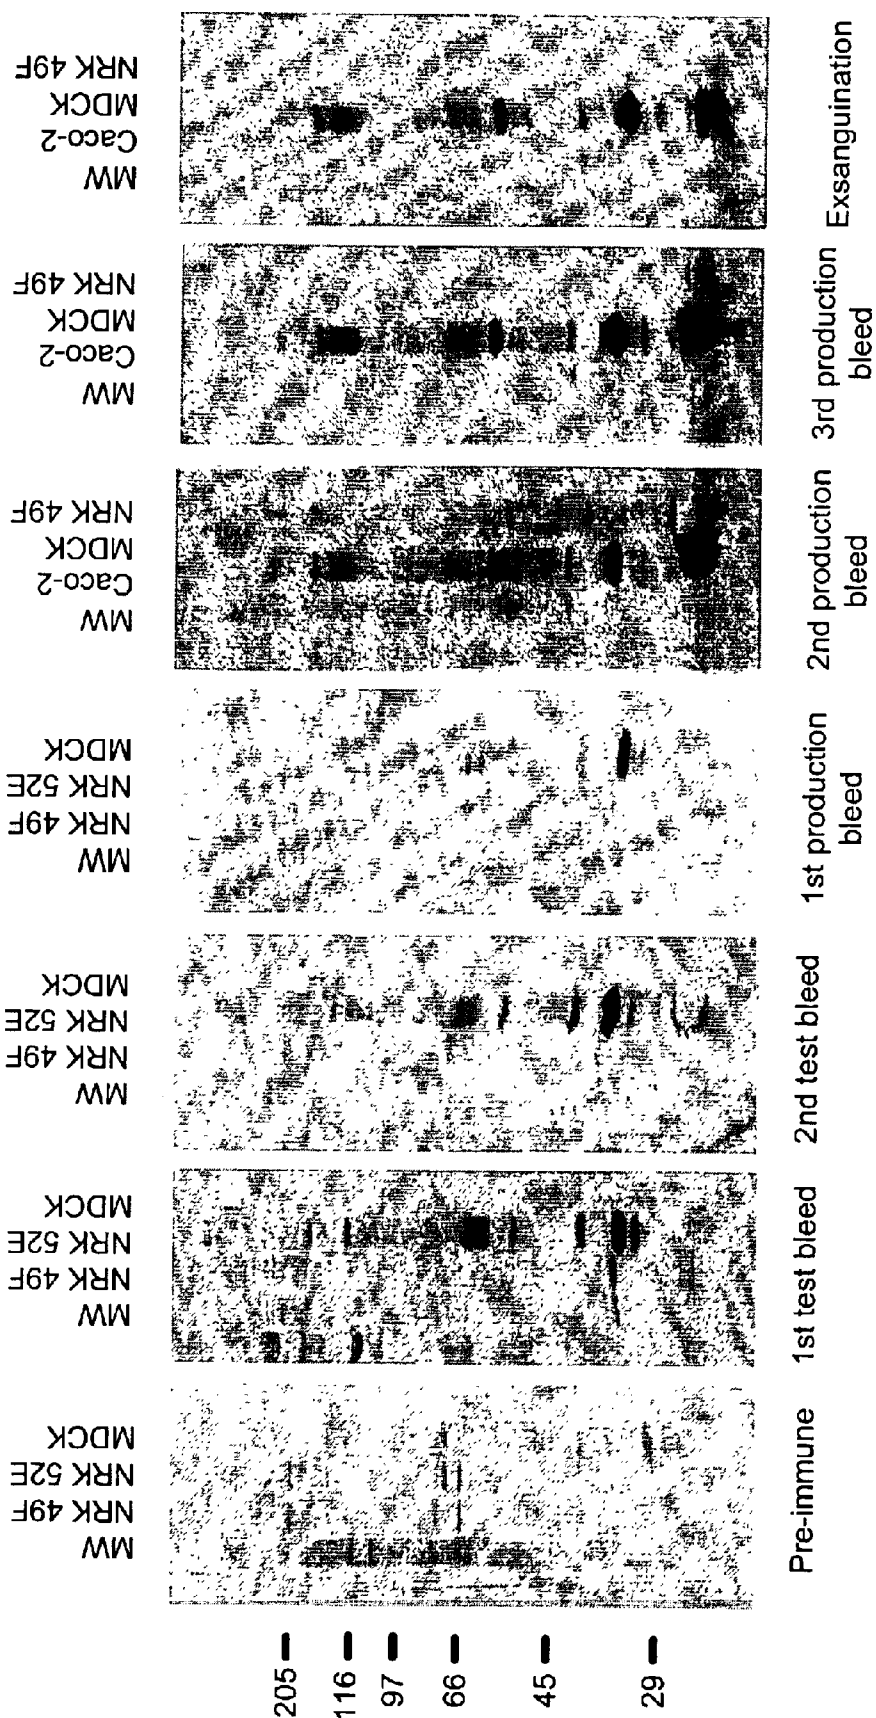 MW
NRK 49F
NRK 52E
MDCK
MW
NRK 49F
NRK 52E
MDCK
MW
NRK 49F
NRK 52E
MDCK
MW
NRK 49F
NRK 52E
MDCK
MW
Caco-2
MDCK
NRK 49F
MW
Caco-2
MDCK
NRK 49F
MW
Caco-2
MDCK
NRK 49F
205
116
97
66
45
29
Pre-immune
1st test bleed
2nd test bleed
1st production
bleed
2nd production
bleed
3rd production
bleed
Exsanguination